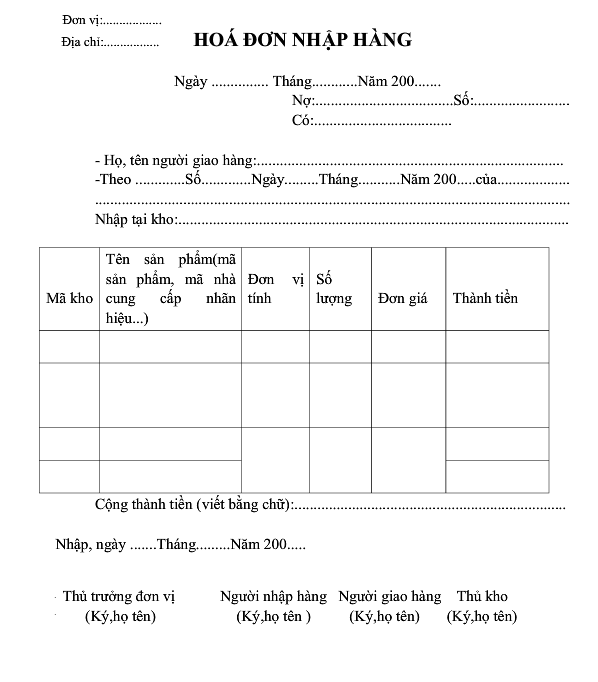 Đơn vị:...................
Địa chỉ:..................
HOÁ ĐƠN NHẬP HÀNG
Ngày ............... Tháng............Năm 200.......
Nợ:.....................................Số:.........................
Có:.....................................
- Họ, tên người giao hàng:..................................................................................
-Theo .............Số.............Ngày.........Tháng...........Năm 200.....của...................
...............................................................................................................................
Nhập tại kho:........................................................................................................
Mã kho
Tên sản phẩm(mã
sản phẩm, mã nhà
cung cấp nhãn
hiệu...)
Đơn vị
tính
Số
lượng
Đơn giá
Thành tiền
Cộng thành tiền (viết bằng chữ):........................................................................
Nhập, ngày .......Tháng.........Năm 200.....
Thủ trưởng đơn vị Người nhập hàng Người giao hàng Thủ kho
(Ký,họ tên) (Ký,họ tên ) (Ký,họ tên) (Ký,họ tên)